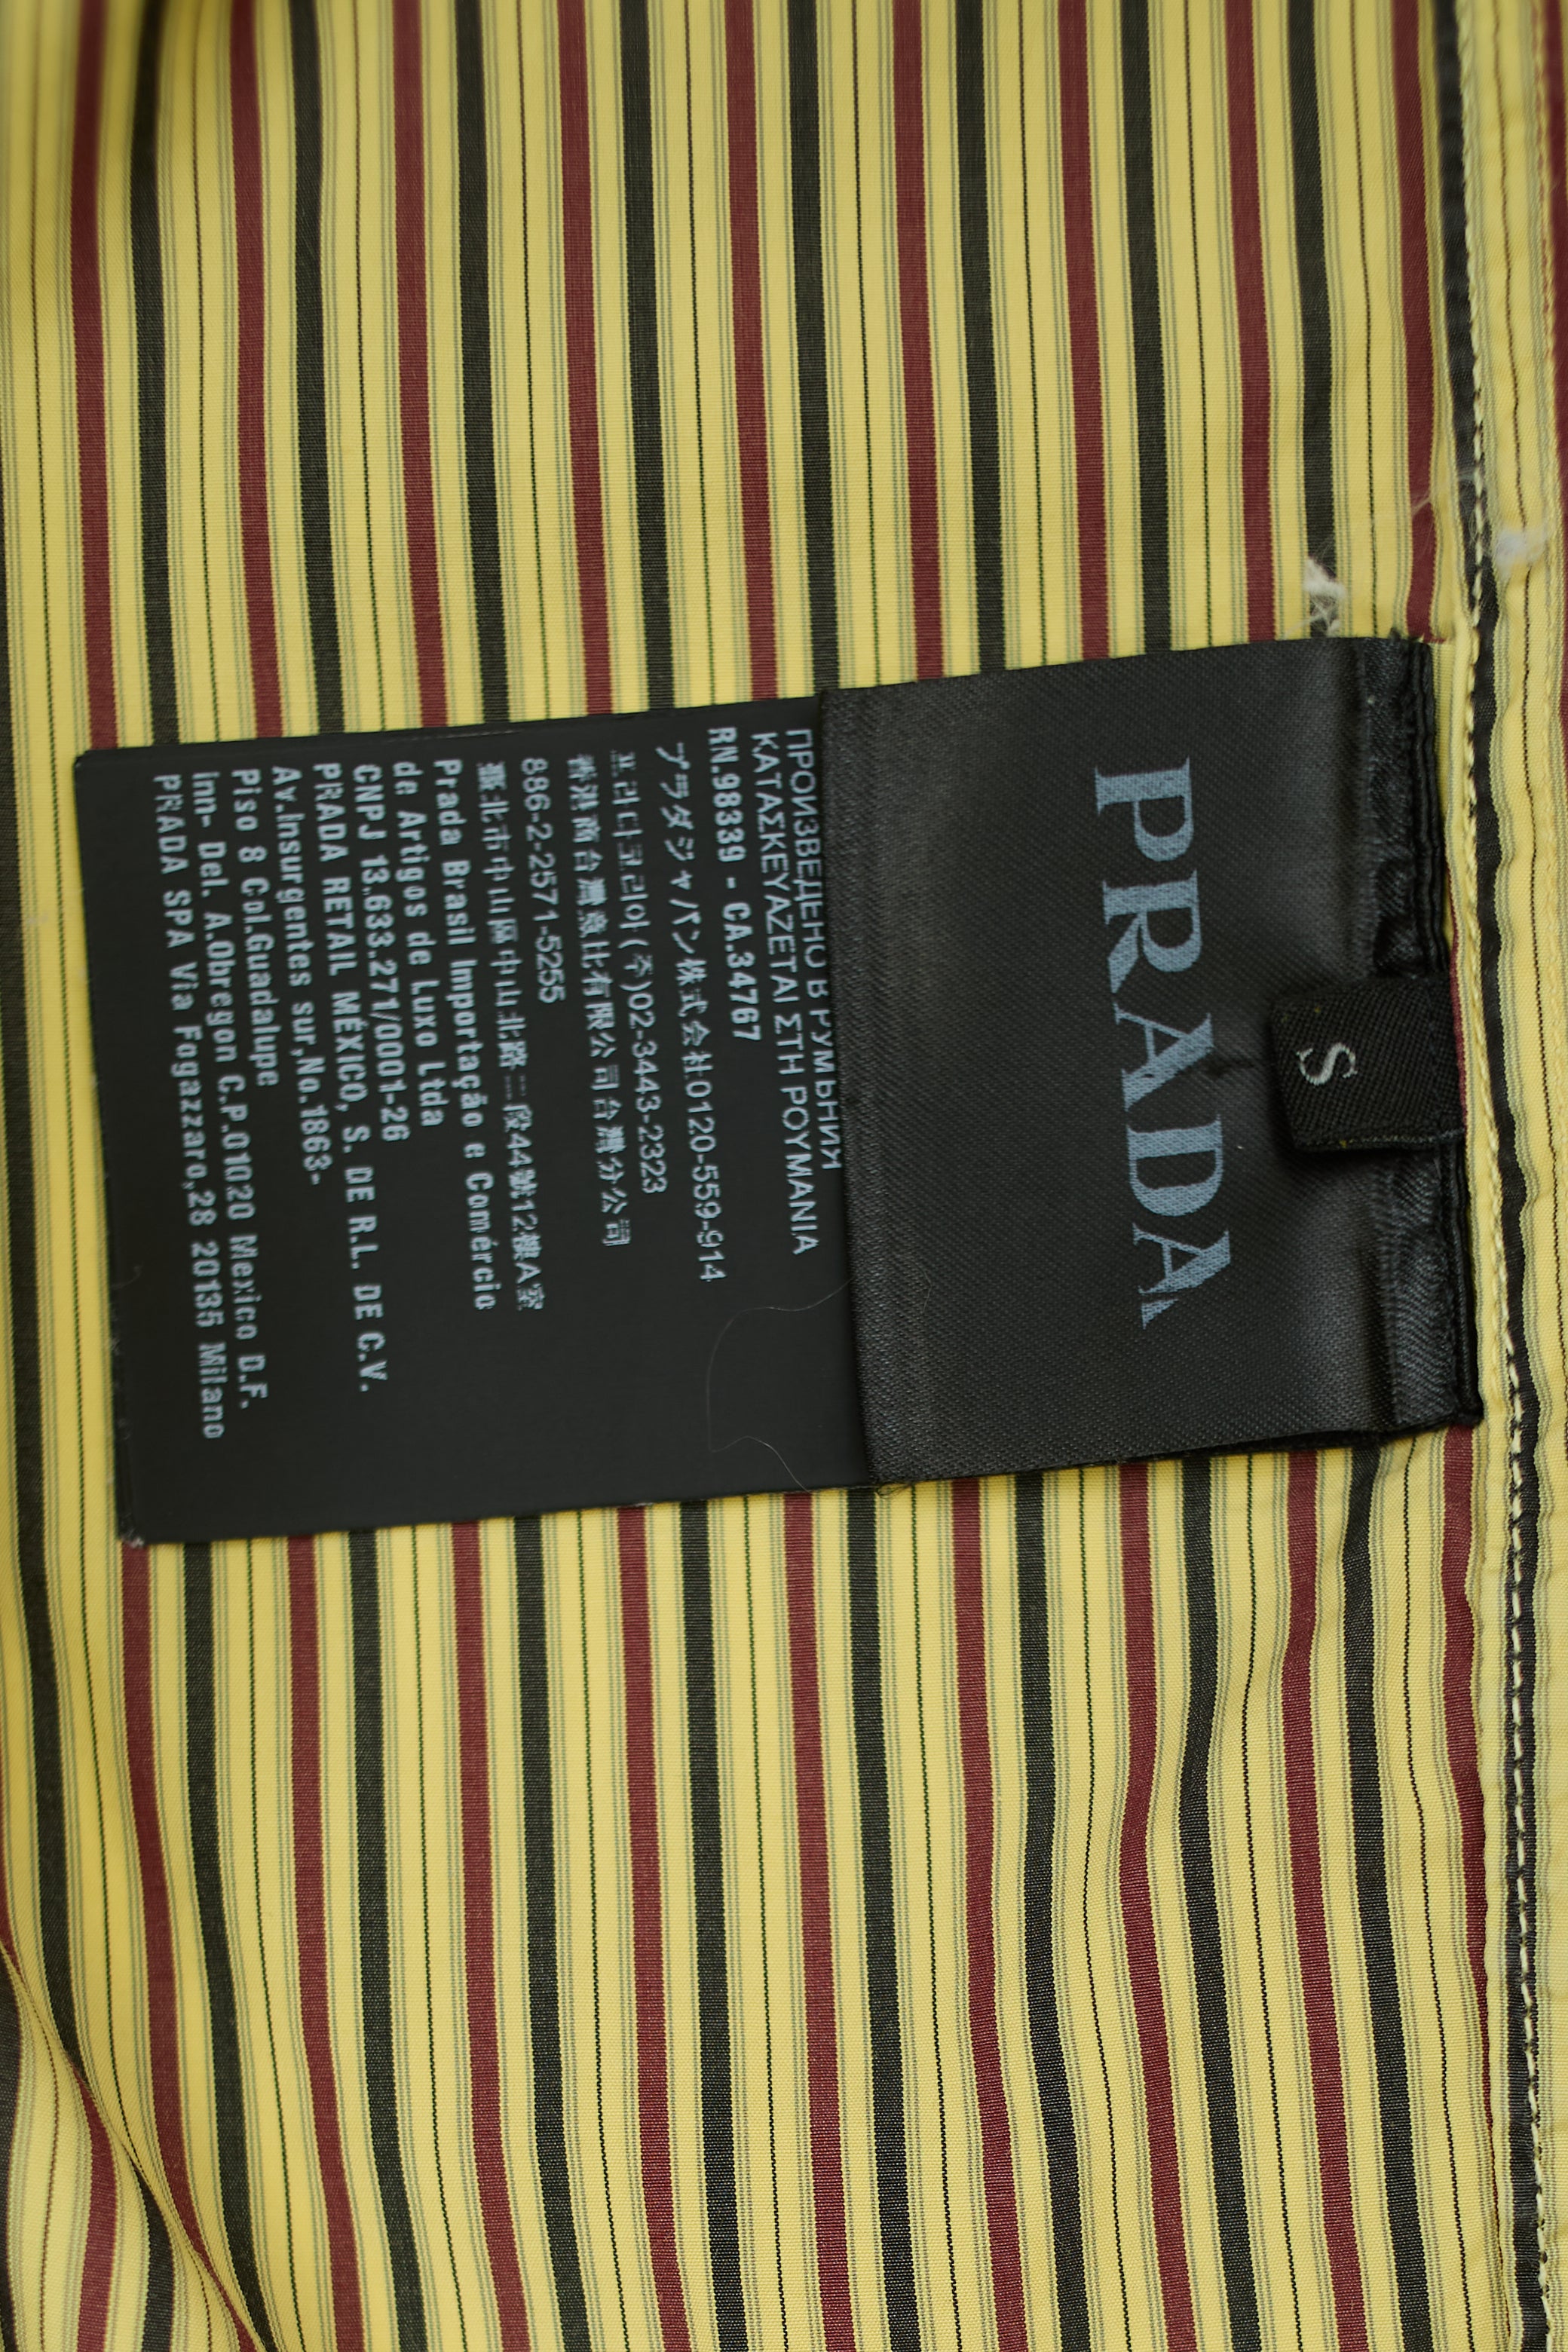 S
PRADA
ПРОИЗВЕДЕНО В РУМЪНИЯ
ΚΑΤΑΣΚΕΥΑΖΕΤΑΙ ΣΤΗ ΡΟΥΜΑΝΙΑ
RN.98339 - CA.34767
プラダジャパン株式会社0120-559-914
프라다코리아(주)02-3443-2323
香港商台灣普拉達有限公司台灣分公司
886-2-2571-5255
臺北市中山區中山北路二段44號12樓A室
Prada Brasil Importação e Comércio
de Artigos de Luxo Ltda
CNPJ 13.633.271/0001-26
PRADA RETAIL MÉXICO, S. DE R.L. DE C.V.
Av.Insurgentes sur,No.1863-
Piso 8 Col.Guadalupe
Inn- Del. A.Obregon C.P.01020 Mexico D.F.
PRADA SPA Via Fogazzaro,28 20135 Milano